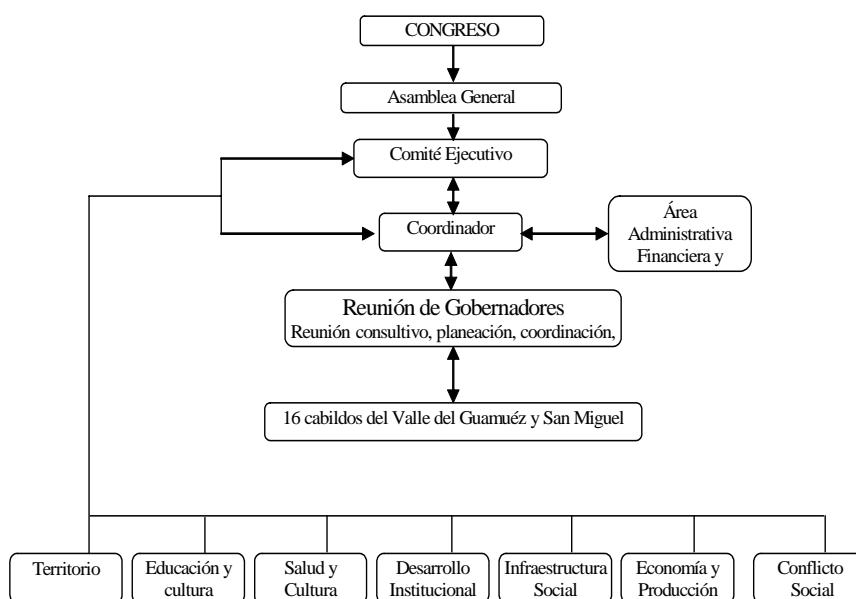 CONGRESO
Asamblea General
Comité Ejecutivo
Coordinador
Área
Administrativa
Financiera y
Reunión de Gobernadores
Reunión consultivo, planeación, coordinación,
16 cabildos del Valle del Guamuéz y San Miguel
Territorio
Educación y
cultura
Salud y
Cultura
Desarrollo
Institucional
Infraestructura
Social
Economía y
Producción
Conflicto
Social